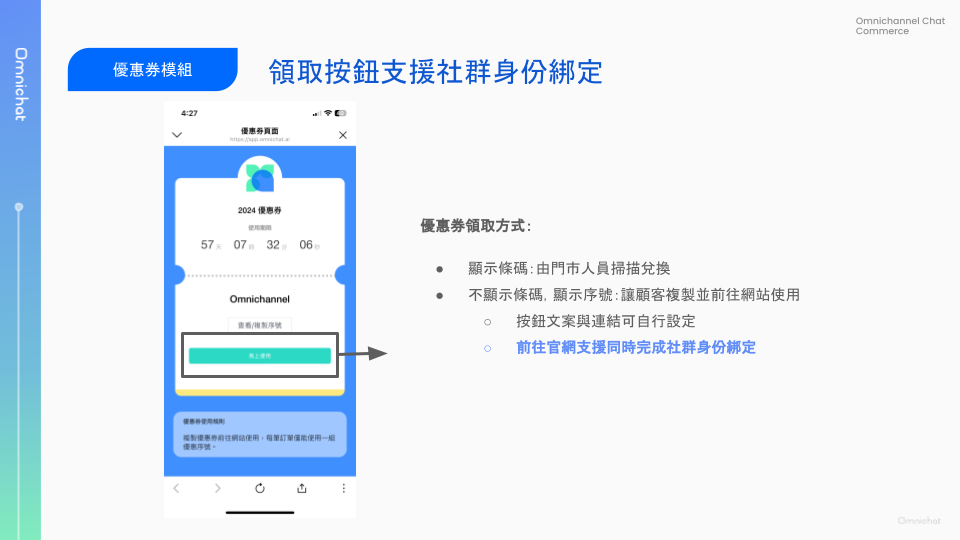 Omnichannel Chat
Commerce
Omnichat
優惠券模組
領取按鈕支援社群身份綁定
4:27
優惠券頁面
https://app.omnichat.ai
2024 優惠券
使用期限
57 天 07 時 32 分 06 秒
Omnichannel
查看/複製序號
馬上使用
優惠券使用規則
複製優惠券前往網站使用，每筆訂單僅能使用一組
優惠序號。
優惠券領取方式：
● 顯示條碼：由門市人員掃描兌換
● 不顯示條碼, 顯示序號：讓顧客複製並前往網站使用
○ 按鈕文案與連結可自行設定
○ 前往官網支援同時完成社群身份綁定
Omnichat